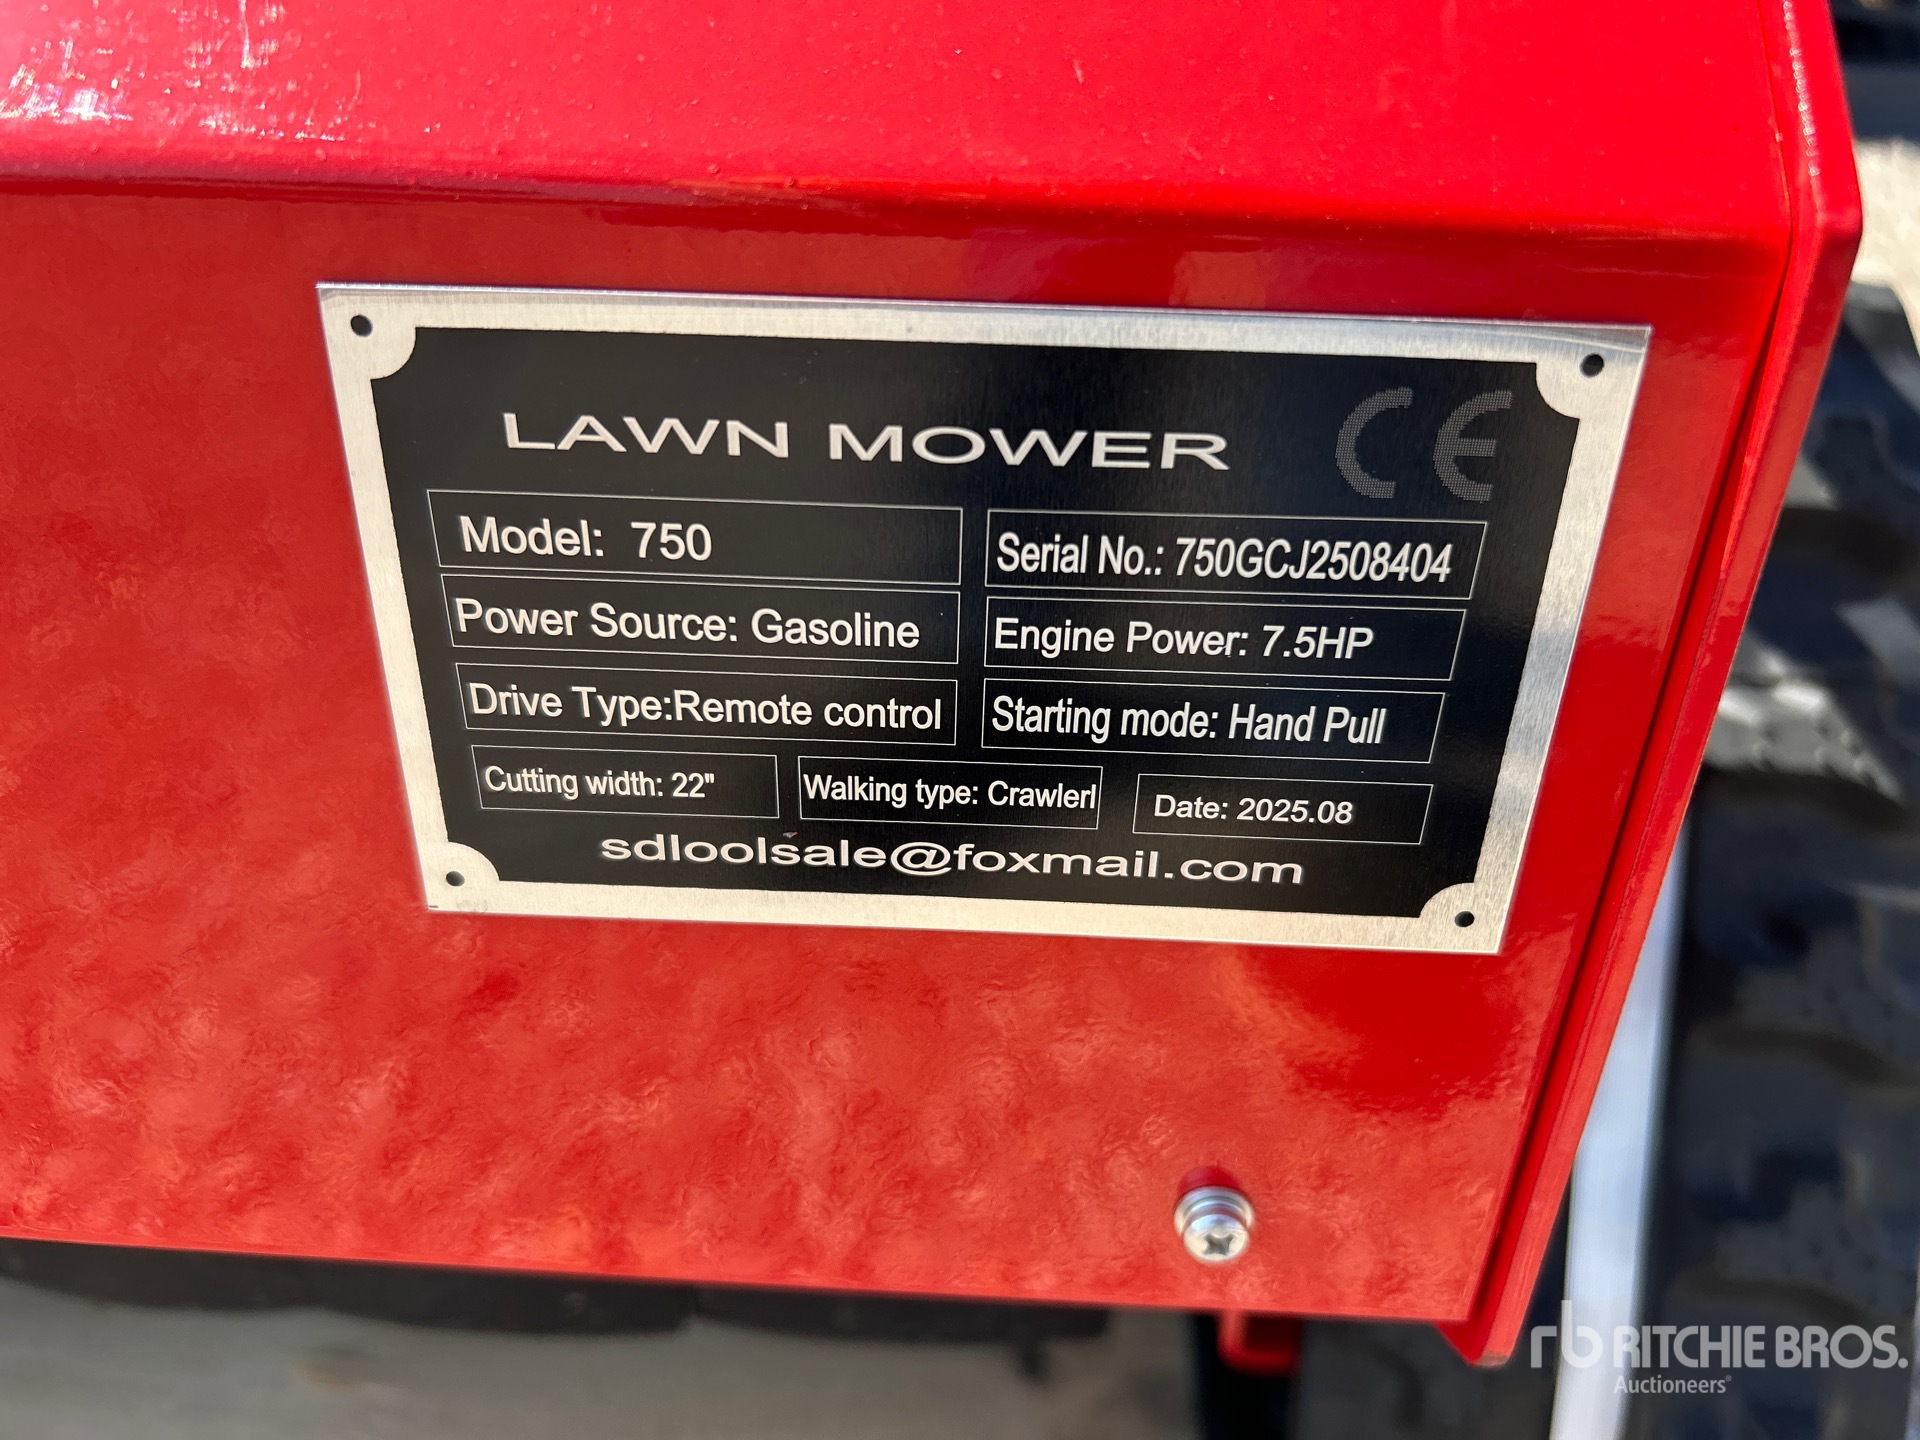 LAWN MOWER CE
Model: 750
Serial No.: 750GCJ2508404
Power Source: Gasoline
Engine Power: 7.5HP
Drive Type:Remote control
Starting mode: Hand Pull
Cutting width: 22"
Walking type: Crawlerl
Date: 2025.08
sdloolsale@foxmail.com
rb RITCHIE BROS.
Auctioneers®